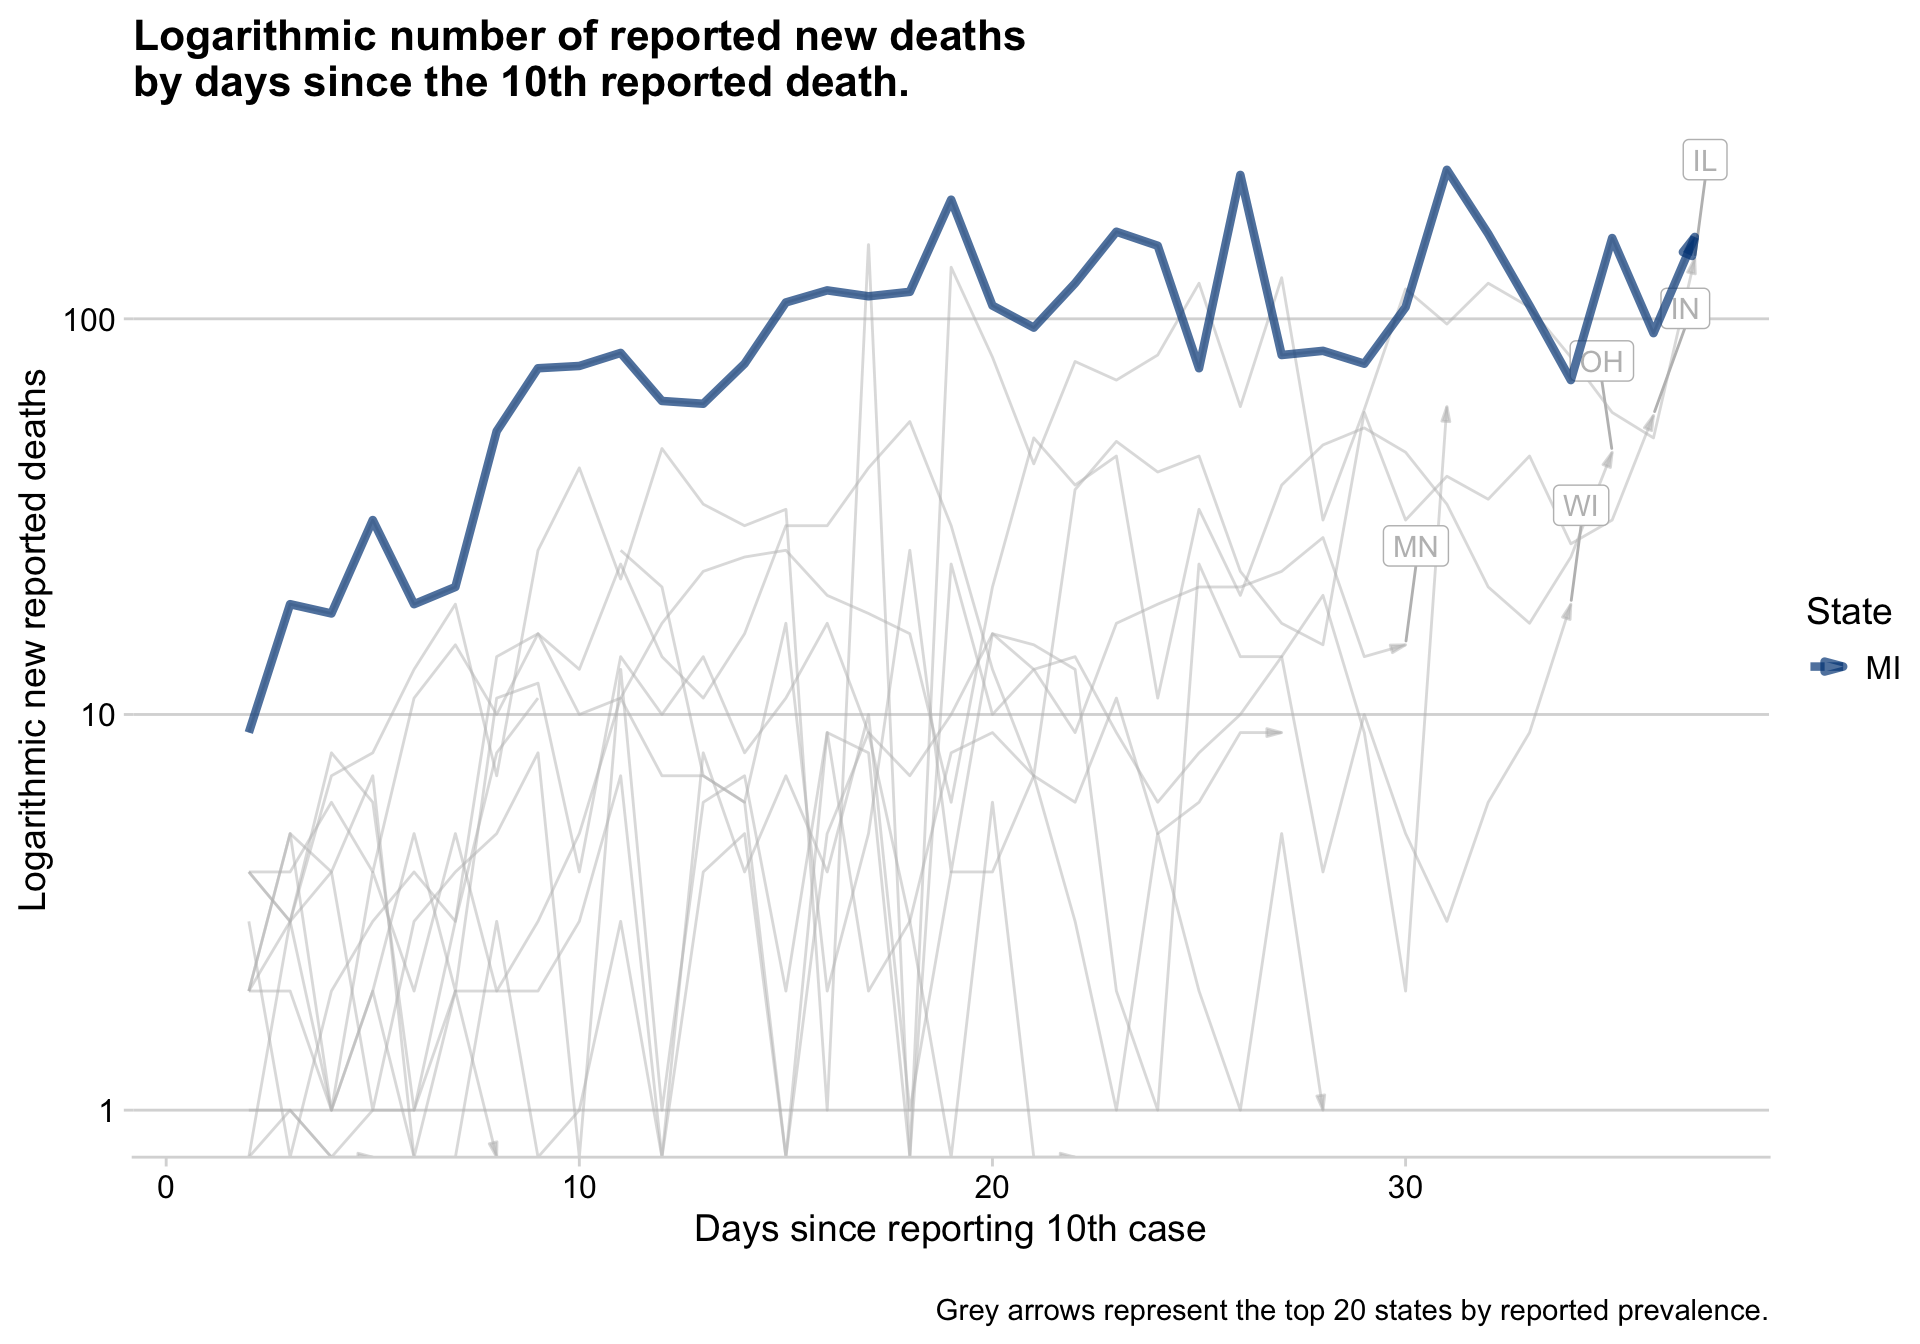 Logarithmic number of reported new deaths
by days since the 10th reported death.
IL
100
IN
OH
WI
MN
10
1
Logarithmic new reported deaths
State
MI
0
10
20
30
Days since reporting 10th case
Grey arrows represent the top 20 states by reported prevalence.